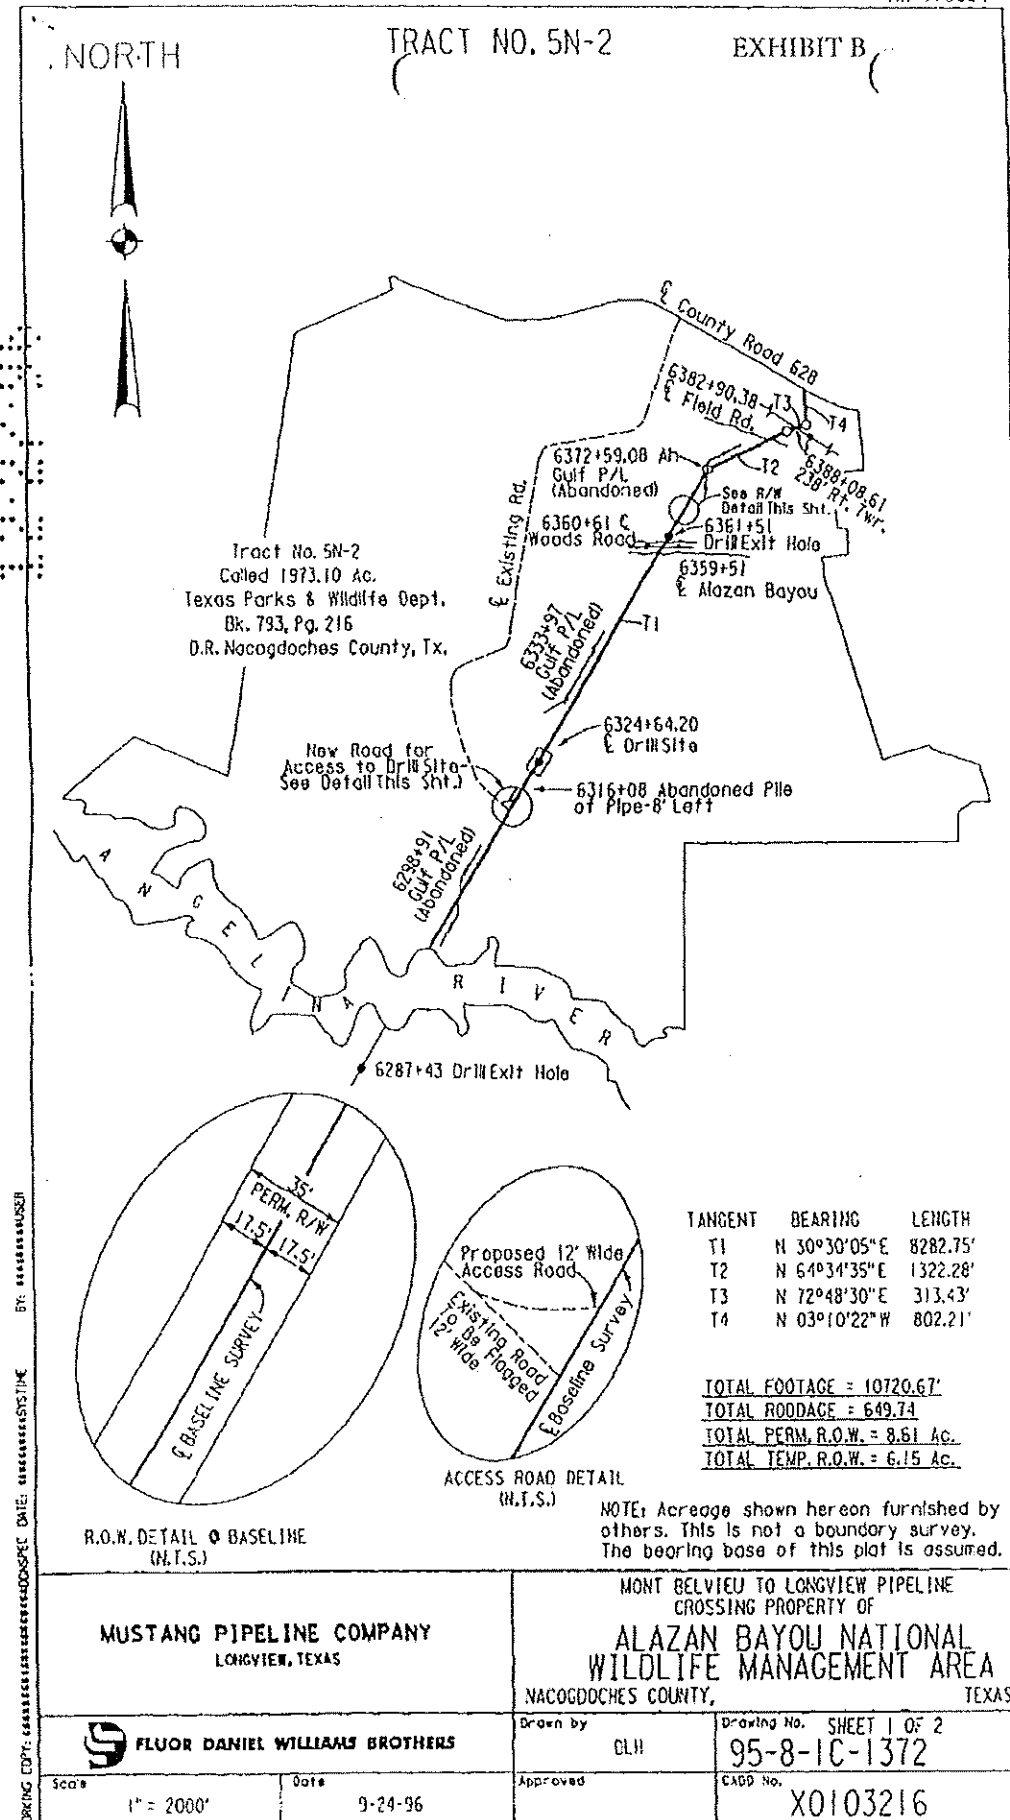 NORTH
TRACT NO. 5N-2
EXHIBIT B
℄ County Road 628
6382+90.38
℄ Field Rd.
T3
T4
6372+59.08 Ah
Gulf P/L
(Abandoned)
T2
6388+08.61
238' Rt. Twr.
See R/W
Detail This Sht.
6360+61 ℄
Woods Road
6361+51
Drill Exit Hole
6359+51
℄ Alazan Bayou
℄ Existing Rd.
Tract No. 5N-2
Called 1973.10 Ac.
Texas Parks & Wildlife Dept.
Bk. 793, Pg. 216
D.R. Nacogdoches County, Tx.
T1
6333+97
Gulf P/L
(Abandoned)
6324+64.20
℄ Drill Site
New Road for
Access to Drill Site
See Detail This Sht.)
6316+08 Abandoned Pile
of Pipe-8' Left
6298+91
Gulf P/L
(Abandoned)
ANGELINA RIVER
6287+43 Drill Exit Hole
35'
PERM. R/W
17.5' 17.5'
℄ BASELINE SURVEY
R.O.W. DETAIL @ BASELINE
(N.T.S.)
Proposed 12' Wide
Access Road
Existing Road
To Be Flagged
12' Wide
℄ Baseline Survey
ACCESS ROAD DETAIL
(N.T.S.)
TANGENT BEARING LENGTH
T1 N 30°30'05"E 8282.75'
T2 N 64°34'35"E 1322.28'
T3 N 72°48'30"E 313.43'
T4 N 03°10'22"W 802.21'
TOTAL FOOTAGE = 10720.67'
TOTAL RODDAGE = 649.74
TOTAL PERM. R.O.W. = 8.61 Ac.
TOTAL TEMP. R.O.W. = 6.15 Ac.
NOTE: Acreage shown hereon furnished by
others. This is not a boundary survey.
The bearing base of this plat is assumed.
MUSTANG PIPELINE COMPANY
LONGVIEW, TEXAS
MONT BELVIEU TO LONGVIEW PIPELINE
CROSSING PROPERTY OF
ALAZAN BAYOU NATIONAL
WILDLIFE MANAGEMENT AREA
NACOGDOCHES COUNTY, TEXAS
FLUOR DANIEL WILLIAMS BROTHERS
Drawn by
DLH
Drawing No. SHEET 1 OF 2
95-8-1C-1372
Scale
1" = 2000'
Date
9-24-96
Approved
CADD No.
X0103216